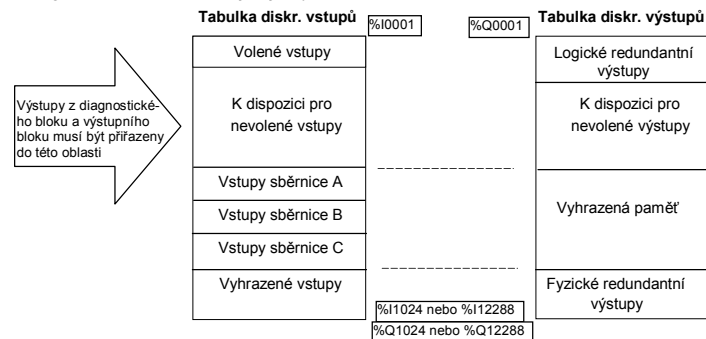 Tabulka diskr. vstupů
%I0001
%Q0001
Tabulka diskr. výstupů
Výstupy z diagnostické-
ho bloku a výstupního
bloku musí být přiřazeny
do této oblasti
Volené vstupy
K dispozici pro
nevolené vstupy
Vstupy sběrnice A
Vstupy sběrnice B
Vstupy sběrnice C
Vyhrazené vstupy
Logické redundantní
výstupy
K dispozici pro
nevolené výstupy
Vyhrazená paměť
Fyzické redundantní
výstupy
%I1024 nebo %I12288
%Q1024 nebo %Q12288